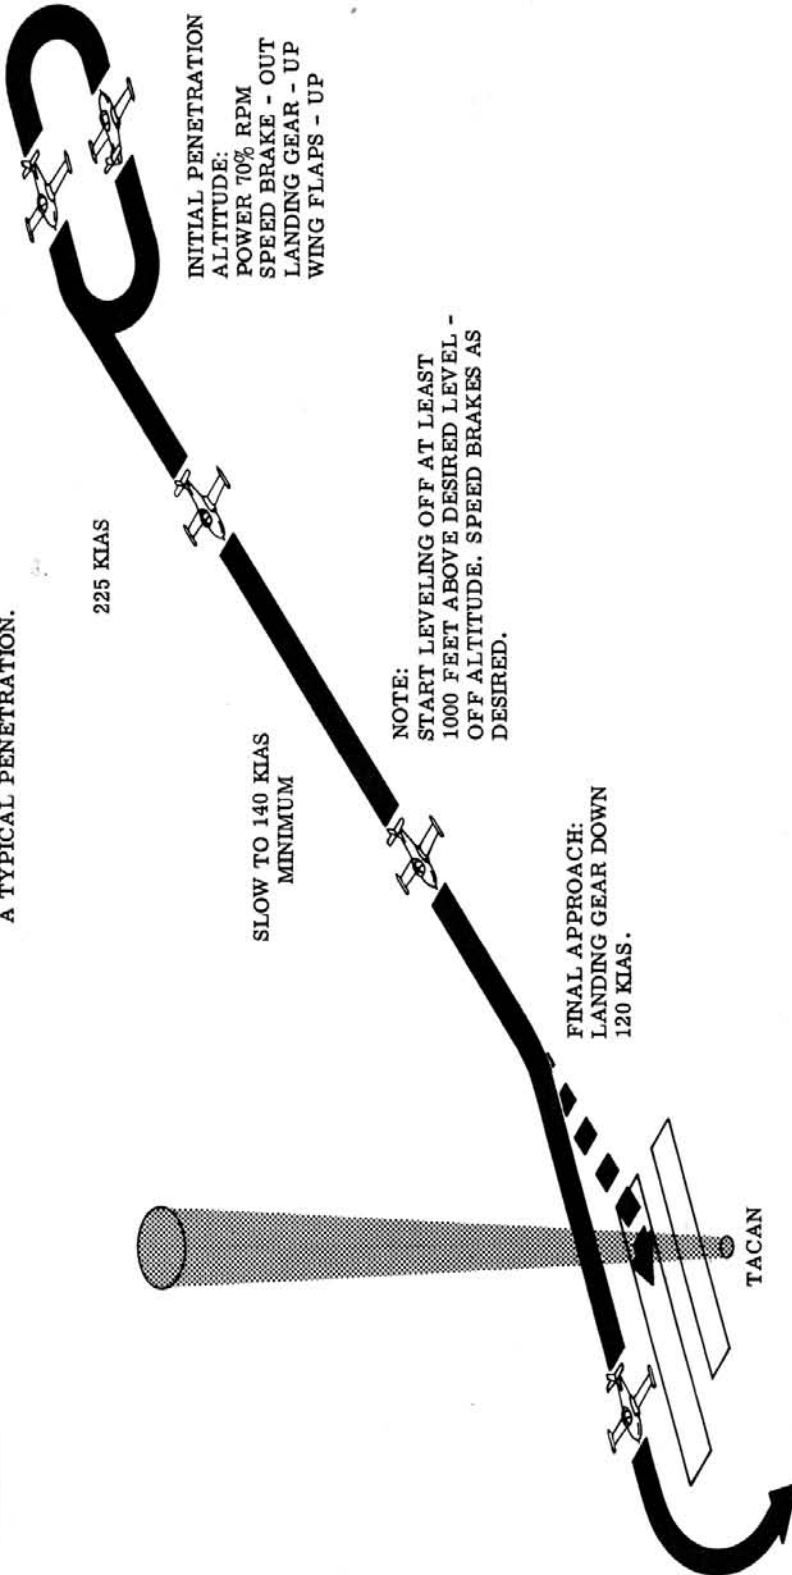 A TYPICAL PENETRATION.
INITIAL PENETRATION
ALTITUDE:
POWER 70% RPM
SPEED BRAKE - OUT
LANDING GEAR - UP
WING FLAPS - UP
225 KIAS
SLOW TO 140 KIAS
MINIMUM
NOTE:
START LEVELING OFF AT LEAST
1000 FEET ABOVE DESIRED LEVEL -
OFF ALTITUDE. SPEED BRAKES AS
DESIRED.
FINAL APPROACH:
LANDING GEAR DOWN
120 KIAS.
TACAN